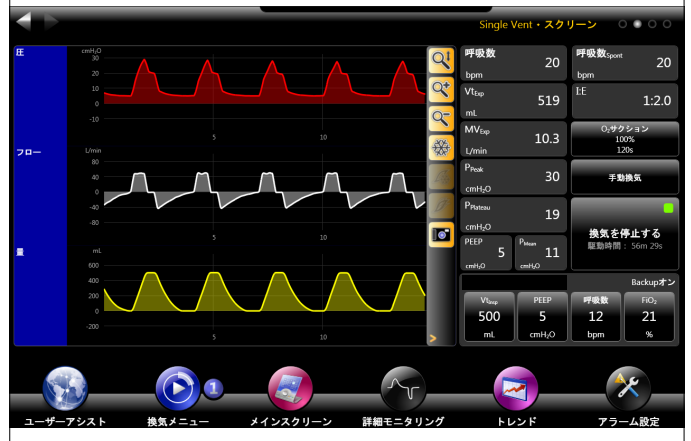 Single Vent・スクリーン
圧
cmH₂O
30
20
10
0
-10
5
10
フロー
L/min
80
40
0
-40
-80
5
10
量
mL
600
400
200
0
-200
5
10
呼吸数
20
bpm
呼吸数Spont
20
bpm
VtExp
519
mL
I:E
1:2.0
MVExp
10.3
L/min
O₂サクション
100%
120s
PPeak
30
cmH₂O
手動換気
PPlateau
19
cmH₂O
PEEP
5
cmH₂O
PMean
11
cmH₂O
換気を停止する
駆動時間： 56m 29s
Backupオン
VtInsp
500
mL
PEEP
5
cmH₂O
呼吸数
12
bpm
FiO₂
21
%
1
ユーザーアシスト
換気メニュー
メインスクリーン
詳細モニタリング
トレンド
アラーム設定